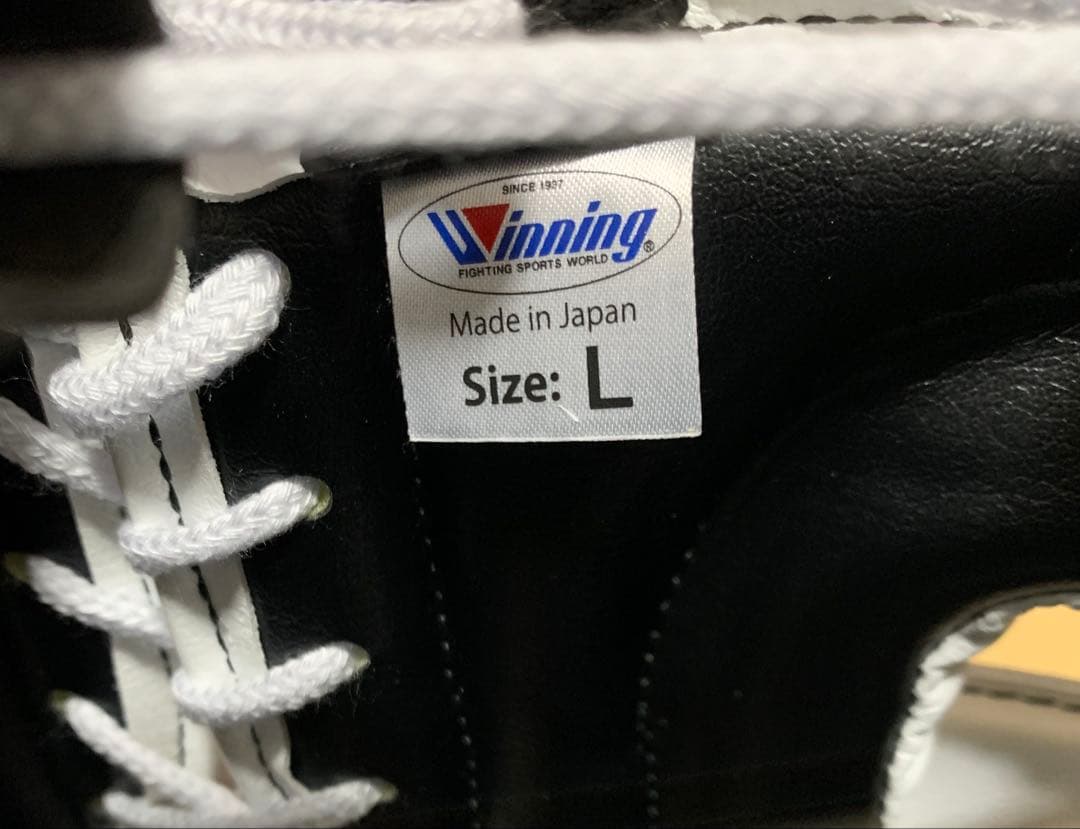 SINCE 1937
Winning®
FIGHTING SPORTS WORLD
Made in Japan
Size: L